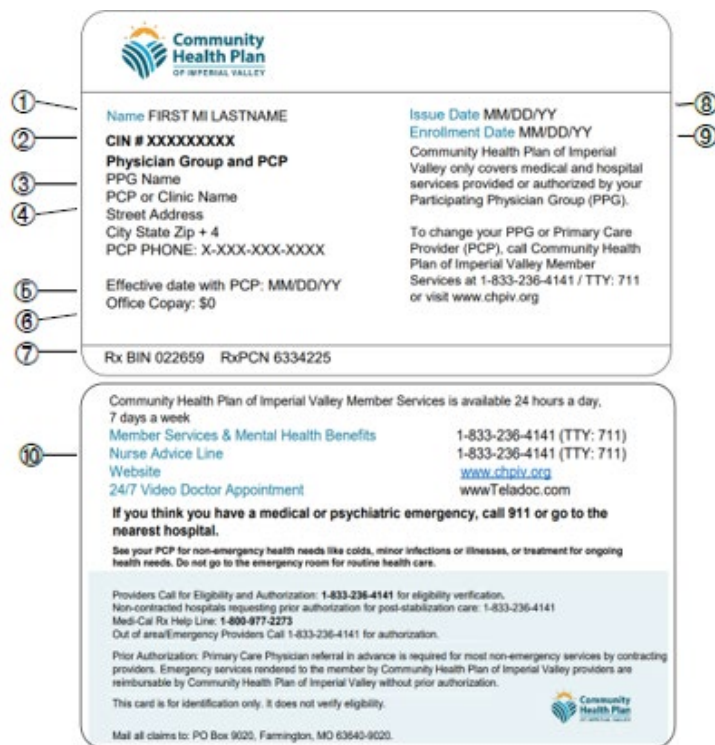 Community
Health Plan
OF IMPERIAL VALLEY
① Name FIRST MI LASTNAME
② CIN # XXXXXXXXX
Physician Group and PCP
③ PPG Name
④ PCP or Clinic Name
Street Address
City State Zip + 4
PCP PHONE: X-XXX-XXX-XXXX
⑤ Effective date with PCP: MM/DD/YY
⑥ Office Copay: $0
⑧ Issue Date MM/DD/YY
⑨ Enrollment Date MM/DD/YY
Community Health Plan of Imperial
Valley only covers medical and hospital
services provided or authorized by your
Participating Physician Group (PPG).
To change your PPG or Primary Care
Provider (PCP), call Community Health
Plan of Imperial Valley Member
Services at 1-833-236-4141 / TTY: 711
or visit www.chpiv.org
⑦ Rx BIN 022659 RxPCN 6334225
Community Health Plan of Imperial Valley Member Services is available 24 hours a day,
7 days a week
⑩ Member Services & Mental Health Benefits 1-833-236-4141 (TTY: 711)
Nurse Advice Line 1-833-236-4141 (TTY: 711)
Website www.chpiv.org
24/7 Video Doctor Appointment wwwTeladoc.com
If you think you have a medical or psychiatric emergency, call 911 or go to the
nearest hospital.
See your PCP for non-emergency health needs like colds, minor infections or illnesses, or treatment for ongoing
health needs. Do not go to the emergency room for routine health care.
Providers Call for Eligibility and Authorization: 1-833-236-4141 for eligibility verification.
Non-contracted hospitals requesting prior authorization for post-stabilization care: 1-833-236-4141
Medi-Cal Rx Help Line: 1-800-977-2273
Out of area/Emergency Providers Call 1-833-236-4141 for authorization.
Prior Authorization: Primary Care Physician referral in advance is required for most non-emergency services by contracting
providers. Emergency services rendered to the member by Community Health Plan of Imperial Valley providers are
reimbursable by Community Health Plan of Imperial Valley without prior authorization.
This card is for identification only. It does not verify eligibility.
Community
Health Plan
OF IMPERIAL VALLEY
Mail all claims to: PO Box 9020, Farmington, MO 63640-9020.